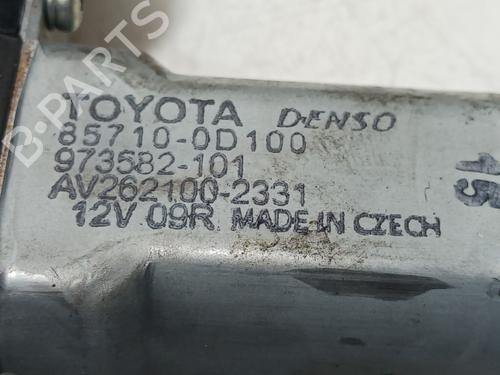 TOYOTA DENSO
85710-0D100
973582-101
AV262100-2331
12V 09R MADE IN CZECH
B-PARTS